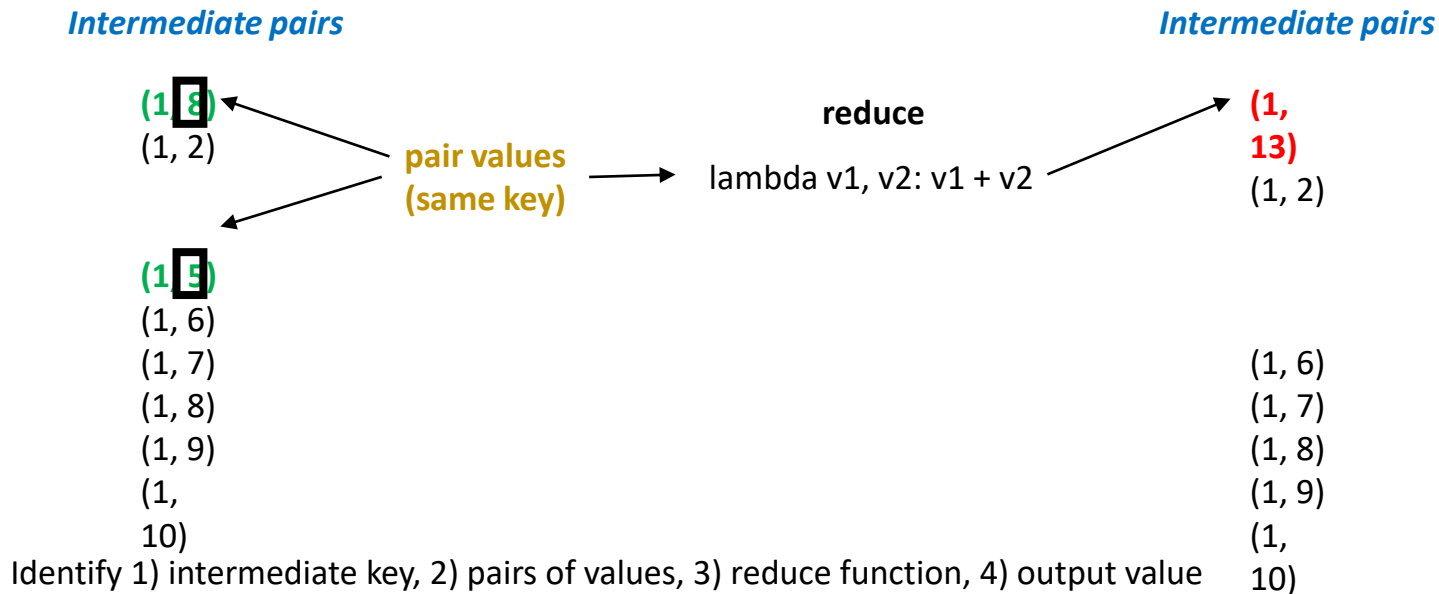 Intermediate pairs
(1, 8)
(1, 2)
(1, 5)
(1, 6)
(1, 7)
(1, 8)
(1, 9)
(1,
10)
pair values
(same key)
reduce
lambda v1, v2: v1 + v2
Intermediate pairs
(1,
13)
(1, 2)
(1, 6)
(1, 7)
(1, 8)
(1, 9)
(1,
10)
Identify 1) intermediate key, 2) pairs of values, 3) reduce function, 4) output value